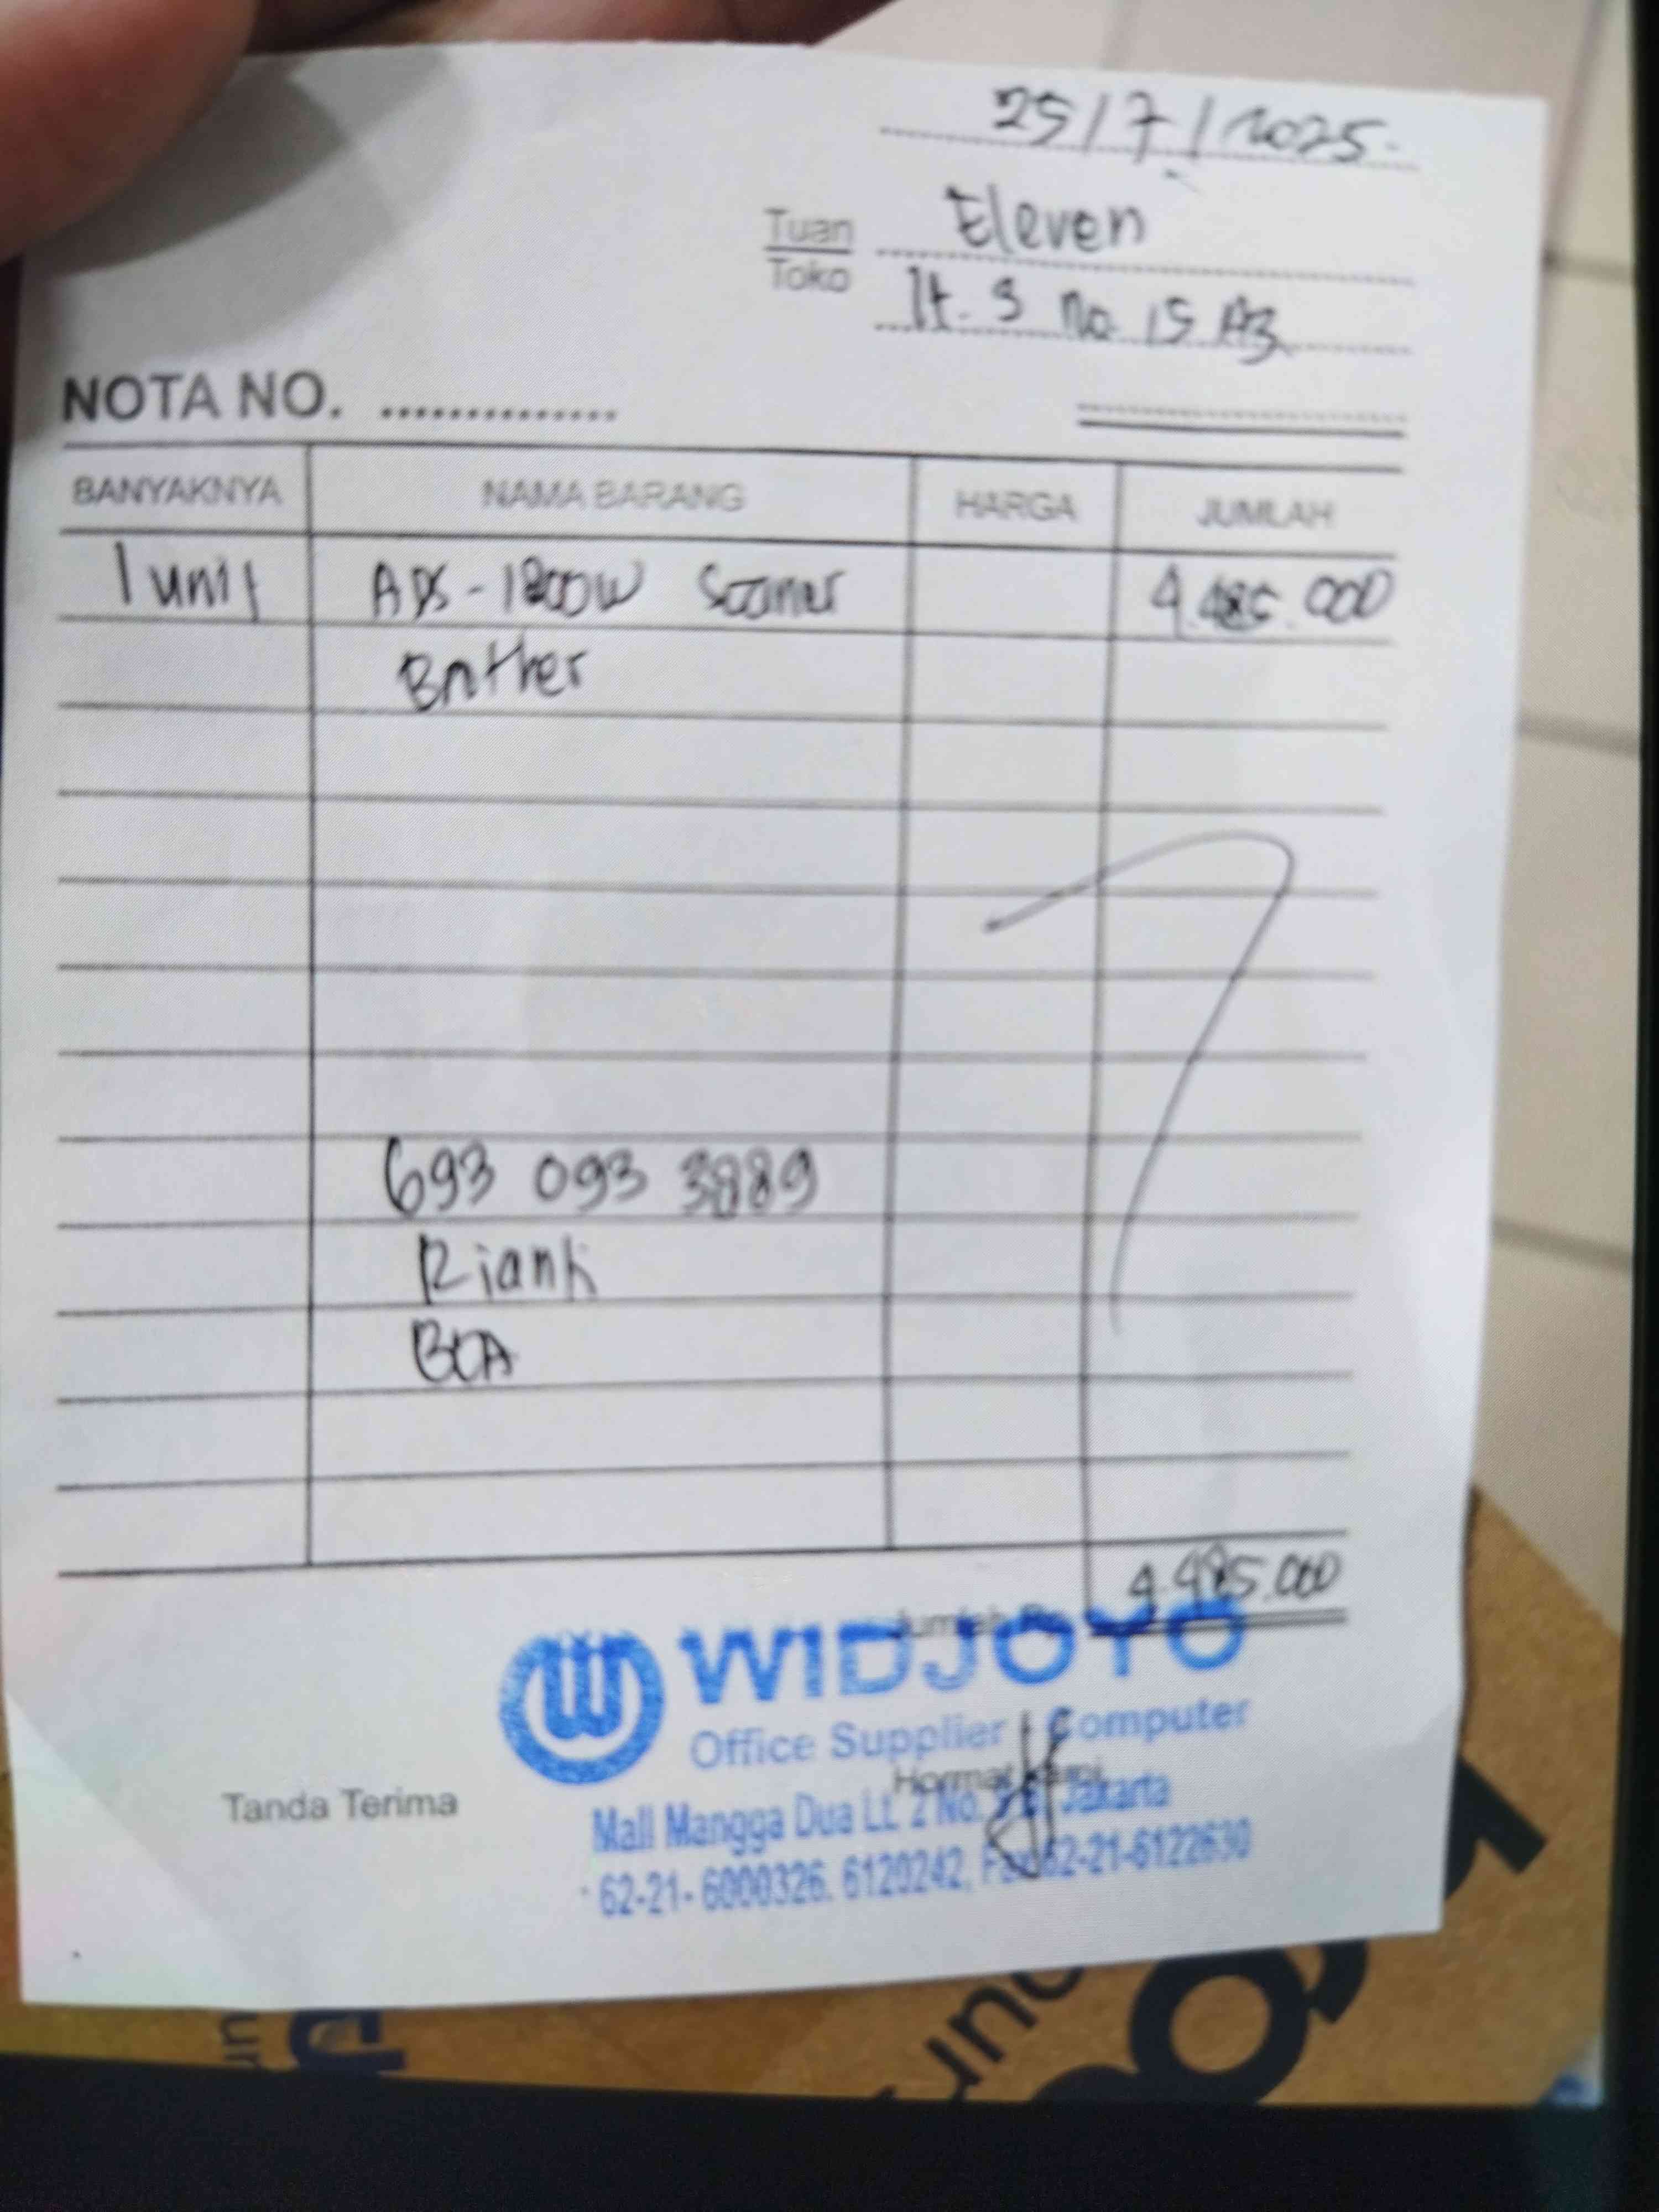 25/7/2025.
Tuan Eleven
Toko lt. 3 No 15 A3
NOTA NO. ..............
BANYAKNYA NAMA BARANG HARGA JUMLAH
1 unit ADS-1800W Scanner 4.485.000
Brother
693 093 3889
Rianti
BCA
4.485.000
Jumlah Rp.
WIDJOYO
Office Supplier Computer
Hormat Kami,
Tanda Terima
Mall Mangga Dua Lt. 2 No. Jakarta
62-21-6000326. 6120242, Fax 62-21-6122630